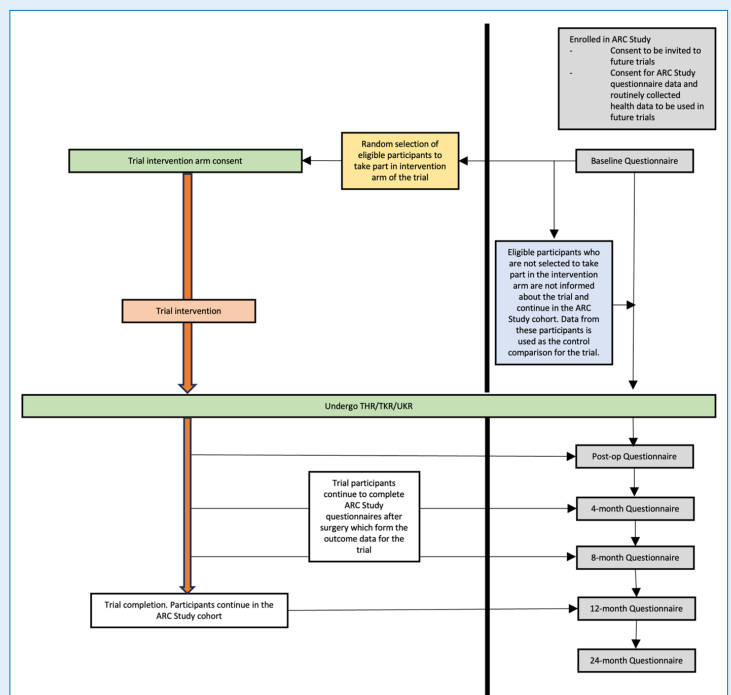 Enrolled in ARC Study
- Consent to be invited to
future trials
- Consent for ARC Study
questionnaire data and
routinely collected
health data to be used in
future trials
Trial intervention arm consent
Random selection of
eligible participants to
take part in intervention
arm of the trial
Baseline Questionnaire
Eligible participants who
are not selected to take
part in the intervention
arm are not informed
about the trial and
continue in the ARC
Study cohort. Data from
these participants is
used as the control
comparison for the trial.
Trial intervention
Undergo THR/TKR/UKR
Post-op Questionnaire
Trial participants
continue to complete
ARC Study
questionnaires after
surgery which form the
outcome data for the
trial
4-month Questionnaire
8-month Questionnaire
Trial completion. Participants continue in the
ARC Study cohort
12-month Questionnaire
24-month Questionnaire